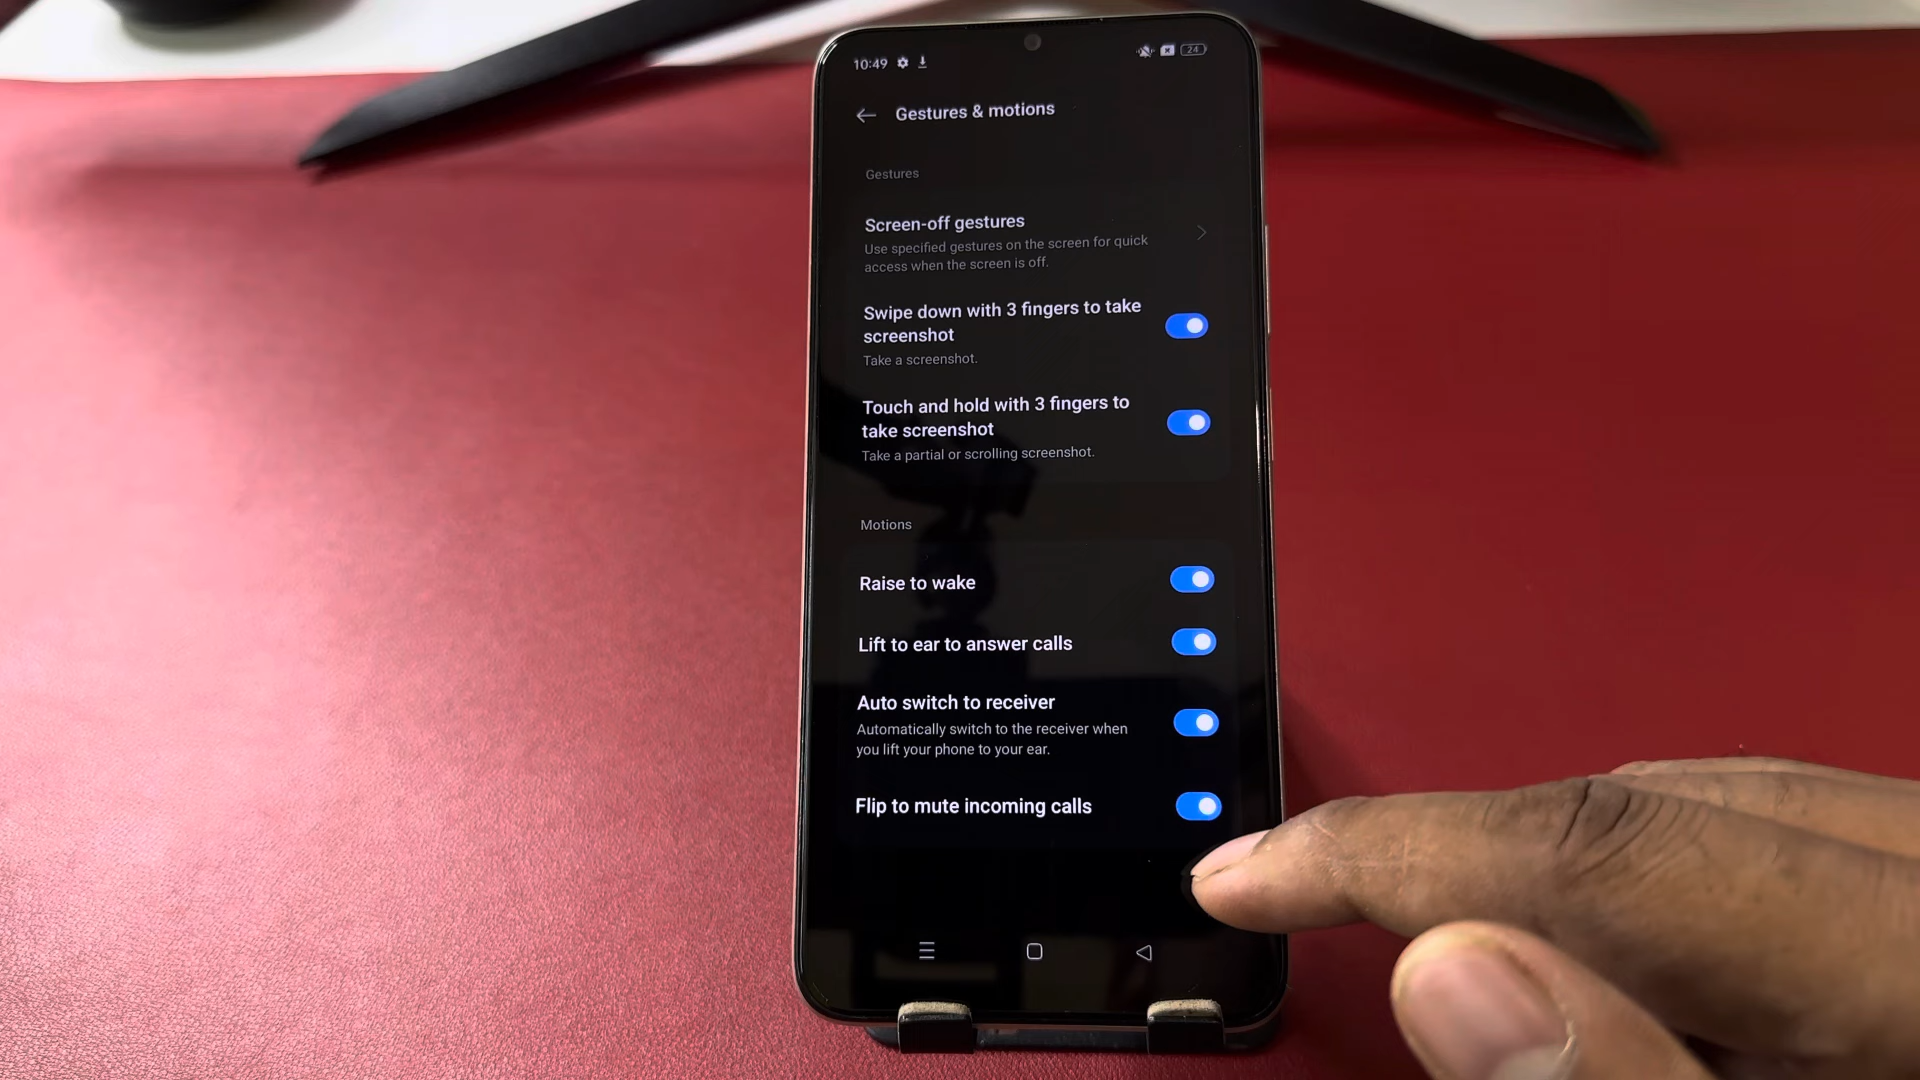 10:49
24
Gestures & motions
Gestures
Screen-off gestures
Use specified gestures on the screen for quick
access when the screen is off.
Swipe down with 3 fingers to take
screenshot
Take a screenshot.
Touch and hold with 3 fingers to
take screenshot
Take a partial or scrolling screenshot.
Motions
Raise to wake
Lift to ear to answer calls
Auto switch to receiver
Automatically switch to the receiver when
you lift your phone to your ear.
Flip to mute incoming calls